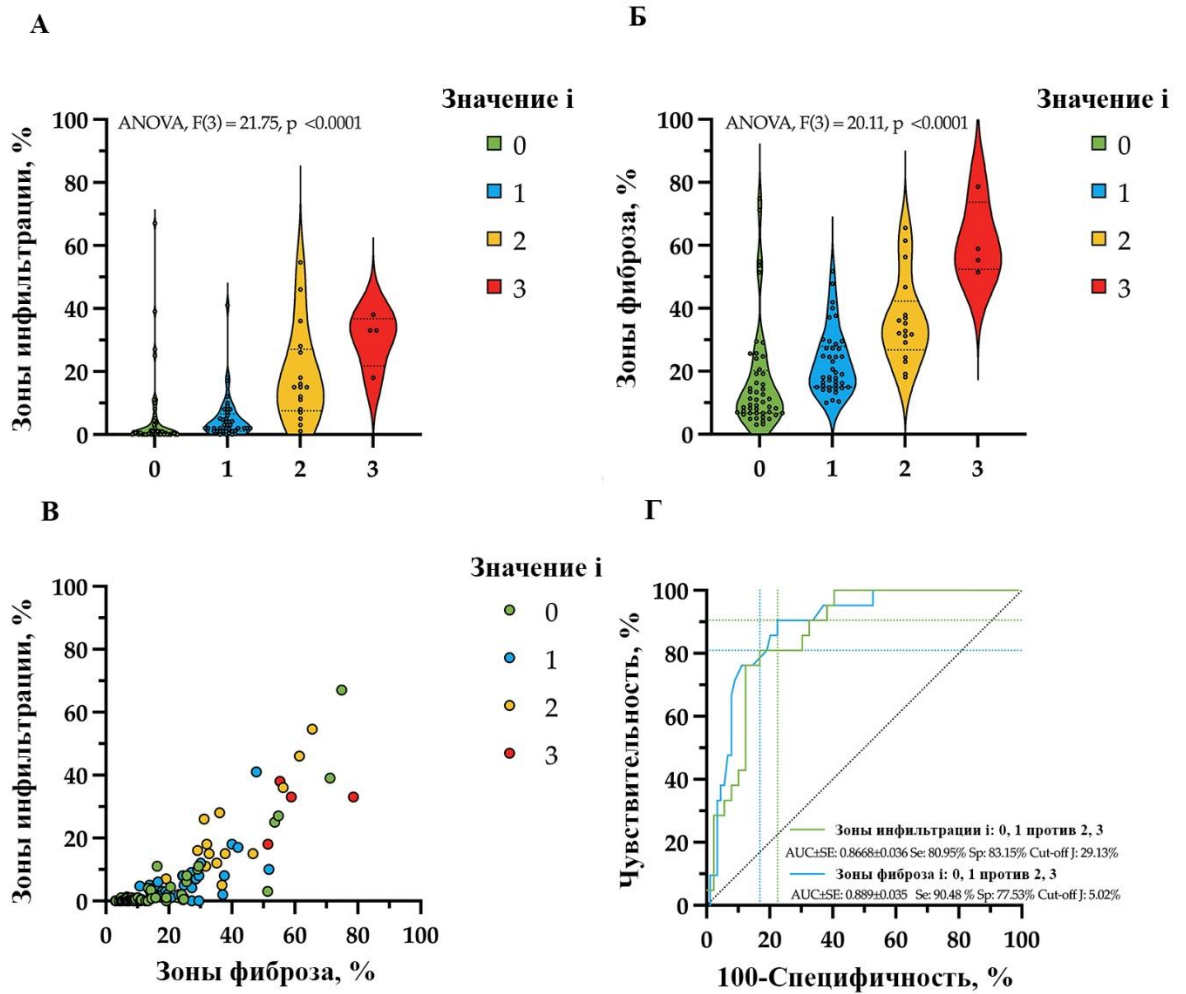 А
Значение i
0
1
2
3
ANOVA, F(3) = 21.75, p <0.0001
Зоны инфильтрации, %
100
80
60
40
20
0
0 1 2 3
Б
Значение i
0
1
2
3
ANOVA, F(3) = 20.11, p <0.0001
Зоны фиброза, %
100
80
60
40
20
0
0 1 2 3
В
Значение i
0
1
2
3
Зоны инфильтрации, %
100
80
60
40
20
0
0 20 40 60 80 100
Зоны фиброза, %
Г
Чувствительность, %
100
80
60
40
20
0
Зоны инфильтрации i: 0, 1 против 2, 3
AUC±SE: 0.8668±0.036 Se: 80.95% Sp: 83.15% Cut-off J: 29.13%
Зоны фиброза i: 0, 1 против 2, 3
AUC±SE: 0.889±0.035 Se: 90.48 % Sp: 77.53% Cut-off J: 5.02%
0 20 40 60 80 100
100-Специфичность, %